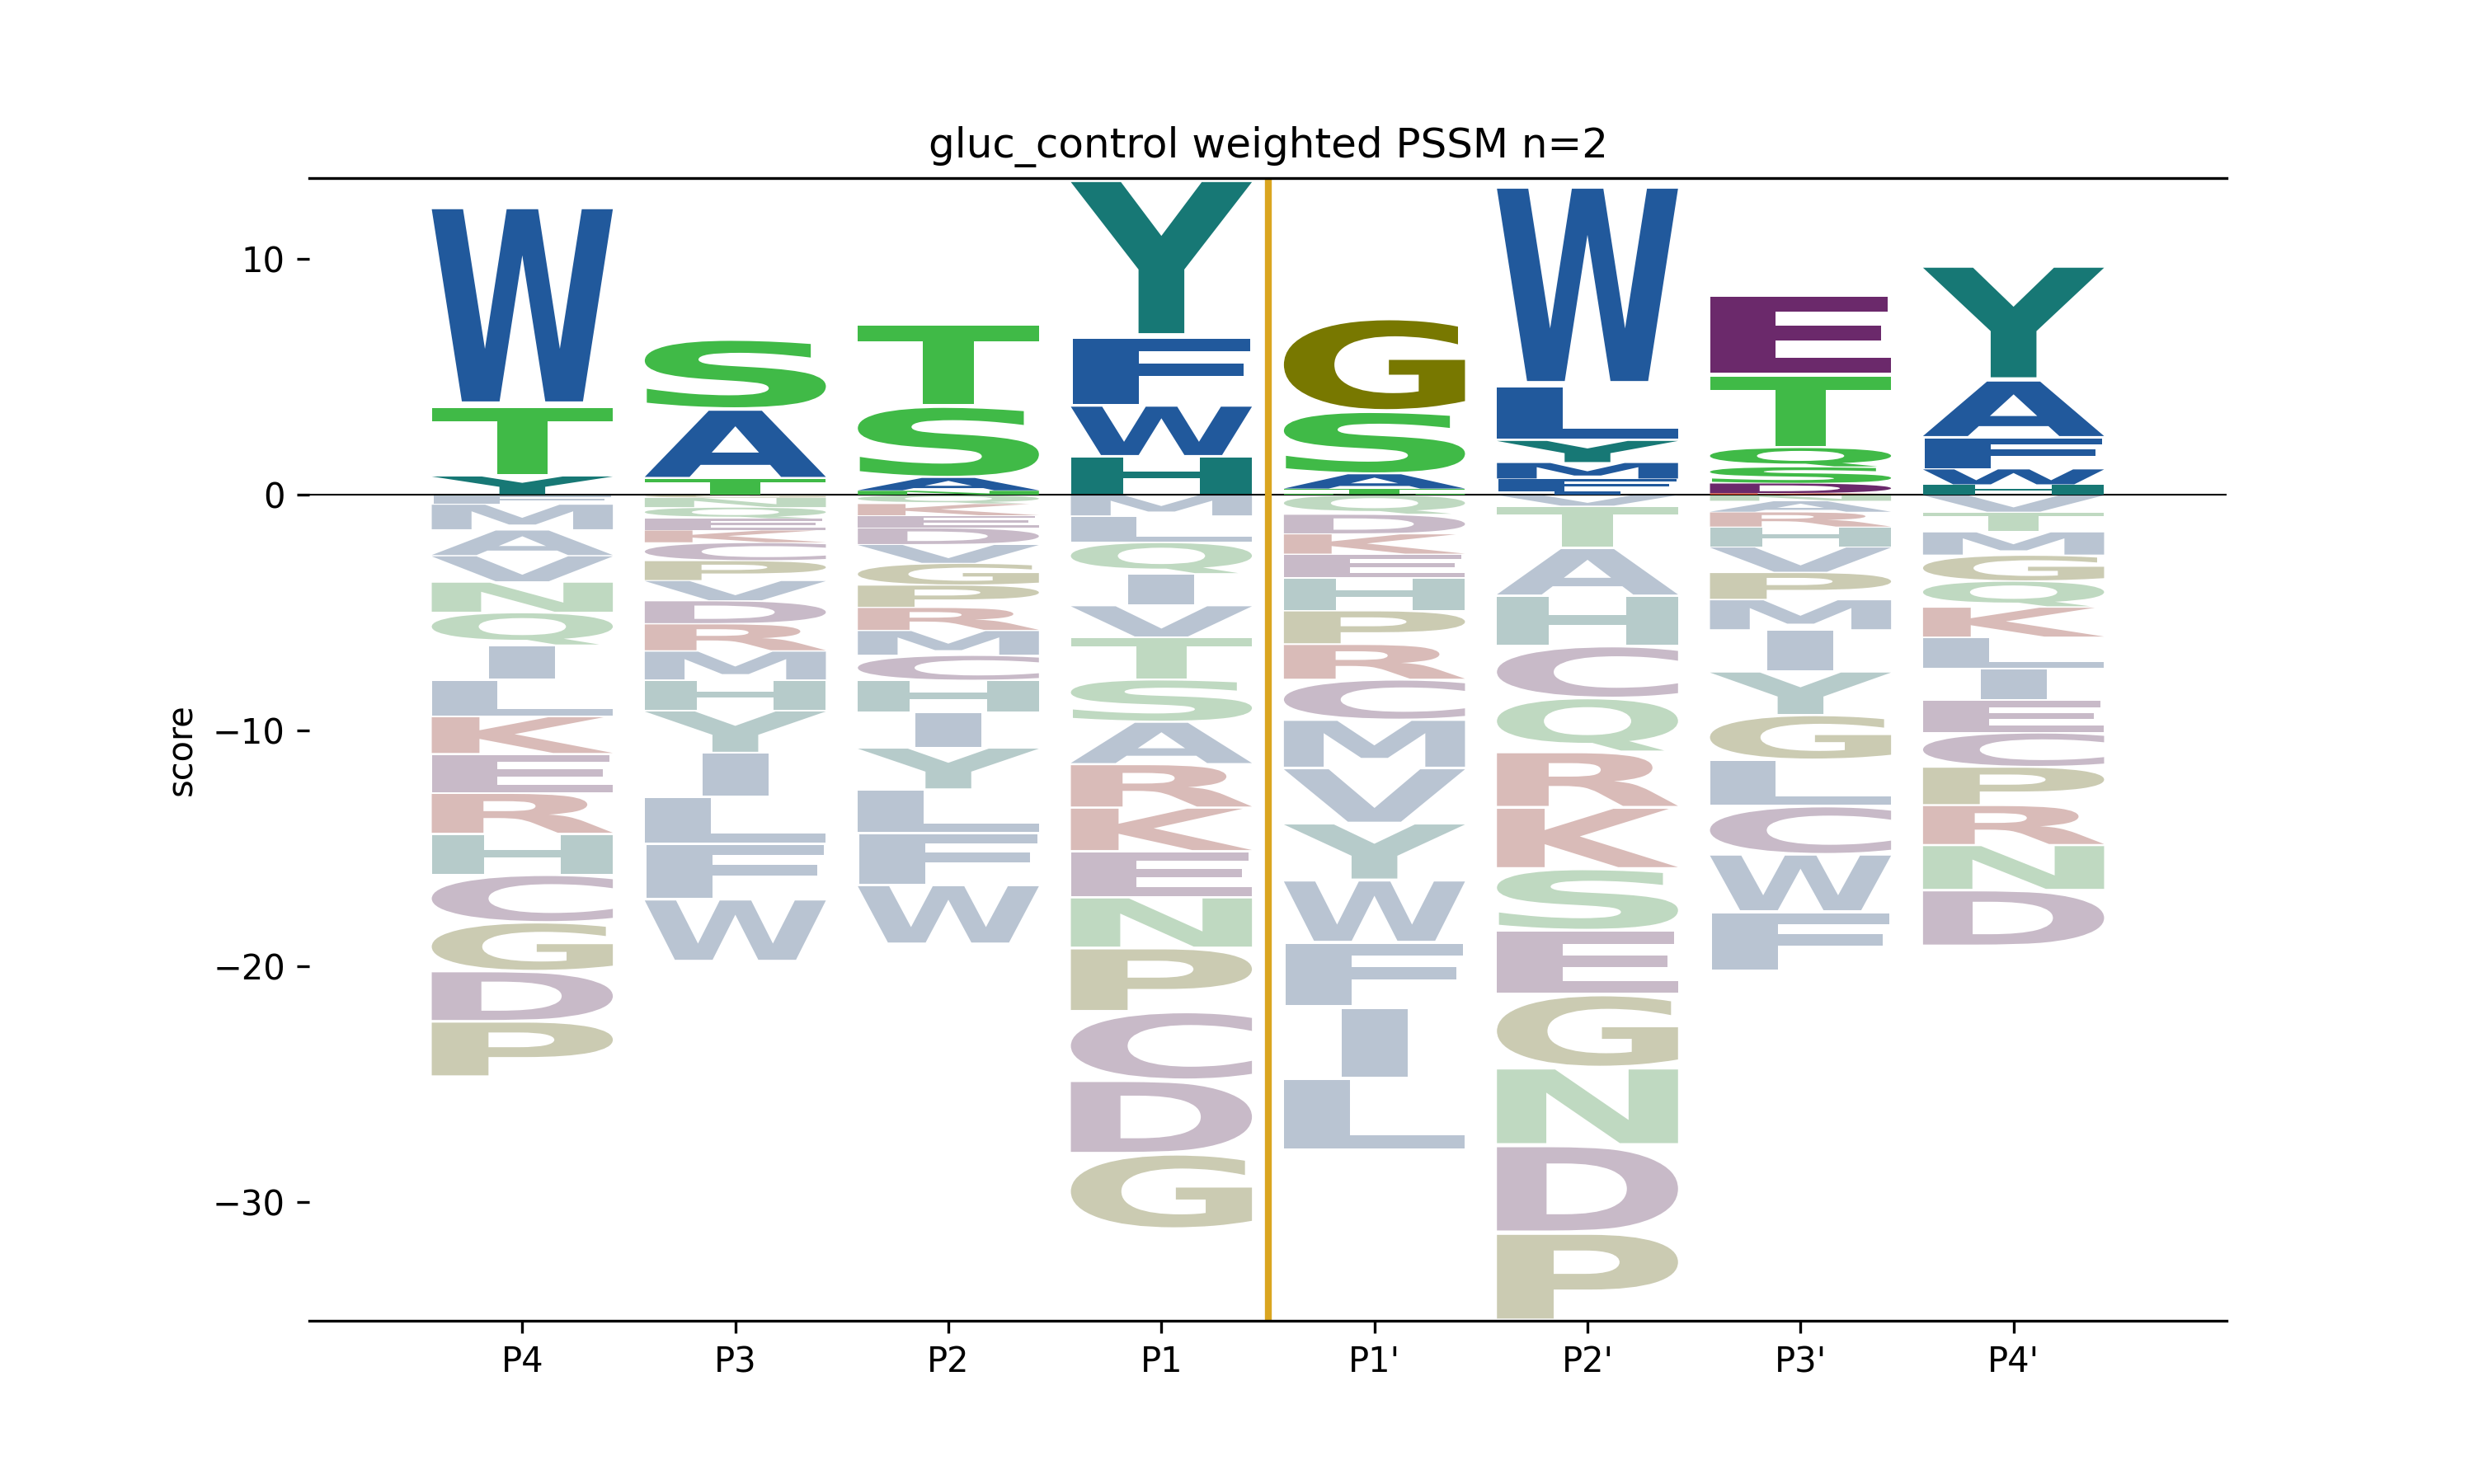 gluc_control weighted PSSM n=2
score
10
0
−10
−20
−30
W T Y M A V N Q I L K E R H C G D P
S A T N Q E K C P V D R M H Y I L F W
T S A Q K E D V G P R M C H I Y L F W
Y F W H M L Q I V T S A R K E N P C D G
G S A Q D K E H P R C M V Y W F I L
W L Y M F V T A H C Q R K S E G N D P
E T Q S D A R H V P M I Y G L C W F
Y A F W H V T M G Q K L I E C P R N D
P4 P3 P2 P1 P1' P2' P3' P4'